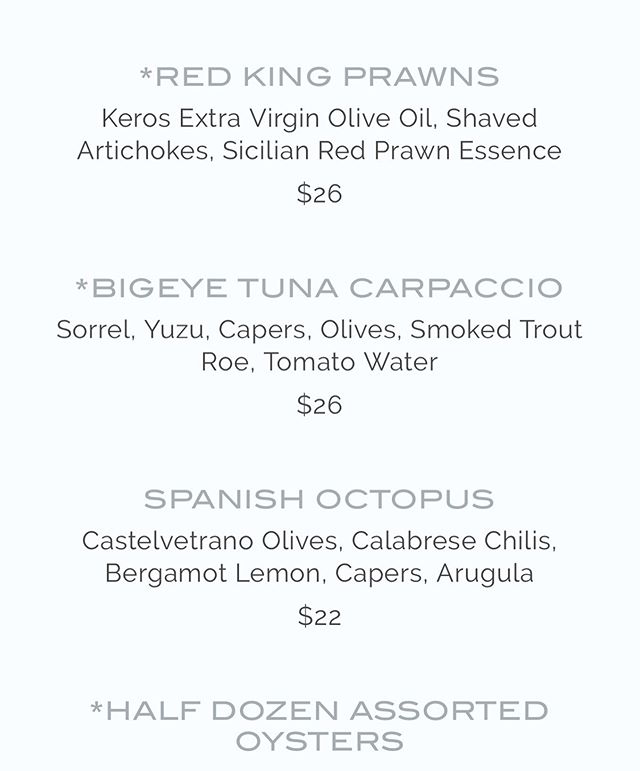 *RED KING PRAWNS
Keros Extra Virgin Olive Oil, Shaved
Artichokes, Sicilian Red Prawn Essence
$26
*BIGEYE TUNA CARPACCIO
Sorrel, Yuzu, Capers, Olives, Smoked Trout
Roe, Tomato Water
$26
SPANISH OCTOPUS
Castelvetrano Olives, Calabrese Chilis,
Bergamot Lemon, Capers, Arugula
$22
*HALF DOZEN ASSORTED
OYSTERS